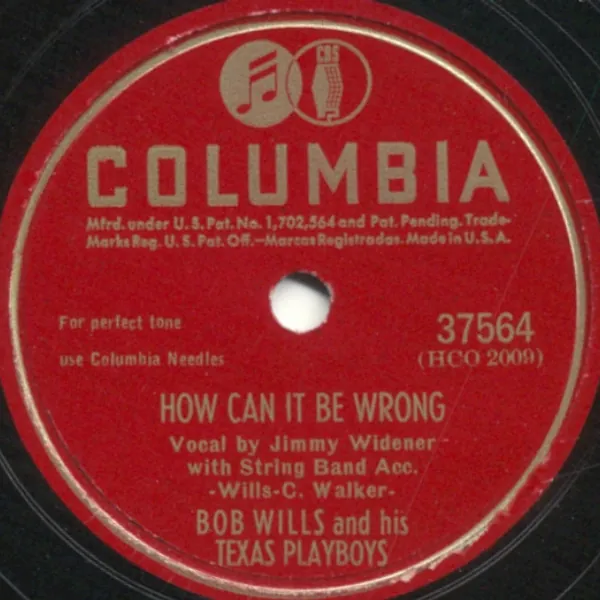 CBS
COLUMBIA
Mfrd. under U.S. Pat. No. 1,702,564 and Pat. Pending. Trade-
Marks Reg. U.S. Pat. Off.—Marcas Registradas. Made in U.S.A.
For perfect tone
use Columbia Needles
37564
(HCO 2009)
HOW CAN IT BE WRONG
Vocal by Jimmy Widener
with String Band Acc.
-Wills-C. Walker-
BOB WILLS and his
TEXAS PLAYBOYS